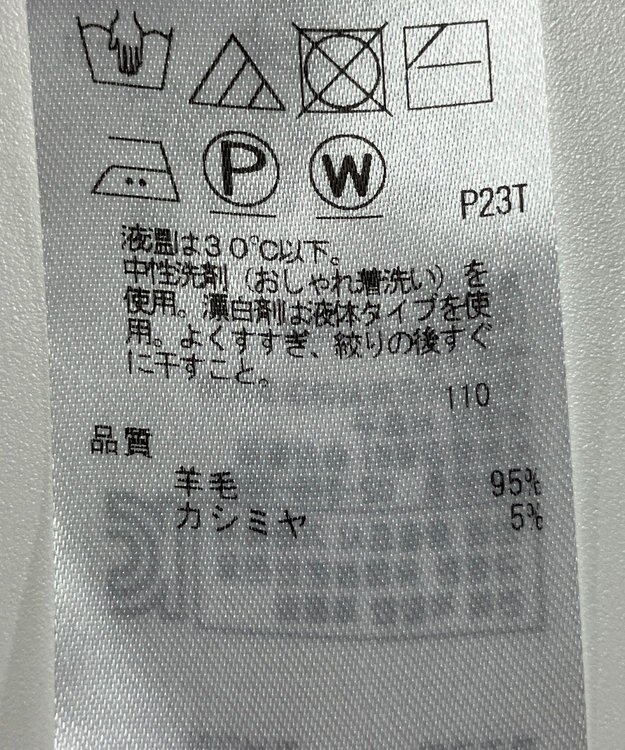 P
W
P23T
液温は30℃以下。
中性洗剤（おしゃれ着洗い）を
使用。漂白剤は液体タイプを使
用。よくすすぎ、絞りの後すぐ
に干すこと。
110
品質
羊毛 95%
カシミヤ 5%